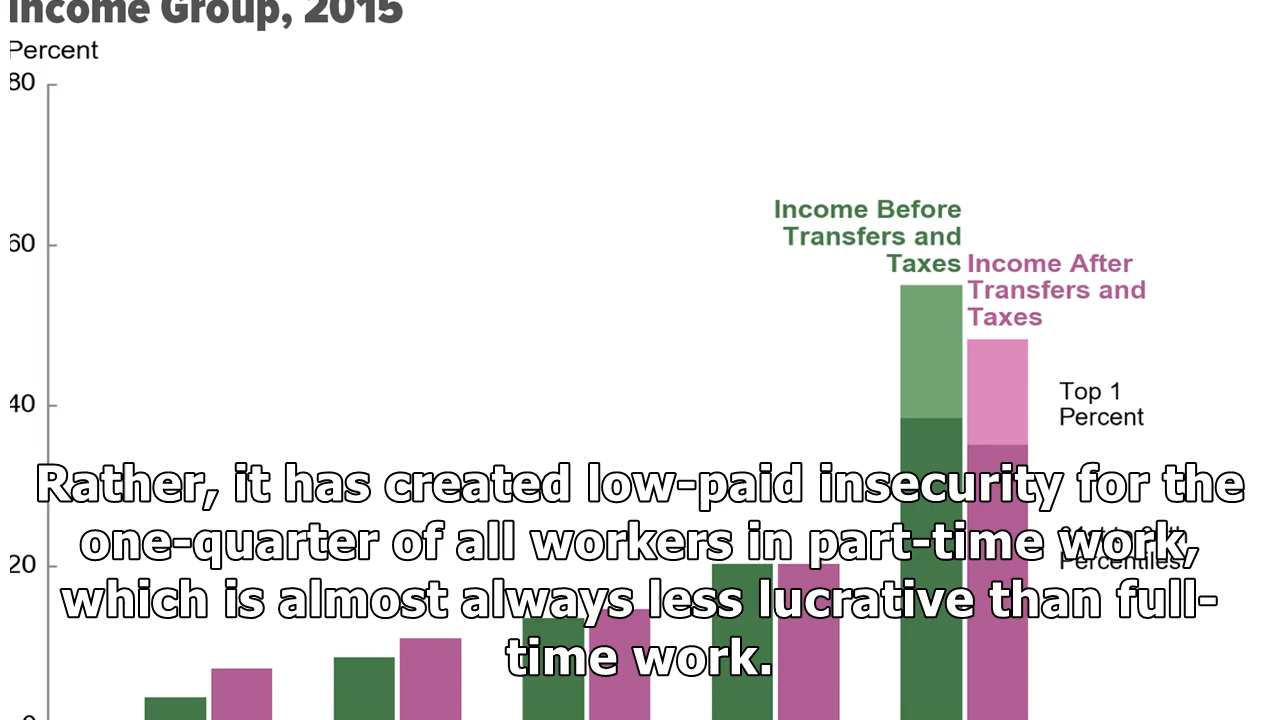 Income Group, 2015
Percent
80
60
40
20
0
Income Before
Transfers and
Taxes
Income After
Transfers and
Taxes
Top 1
Percent
Percentiles
Rather, it has created low-paid insecurity for the
one-quarter of all workers in part-time work,
which is almost always less lucrative than full-
time work.